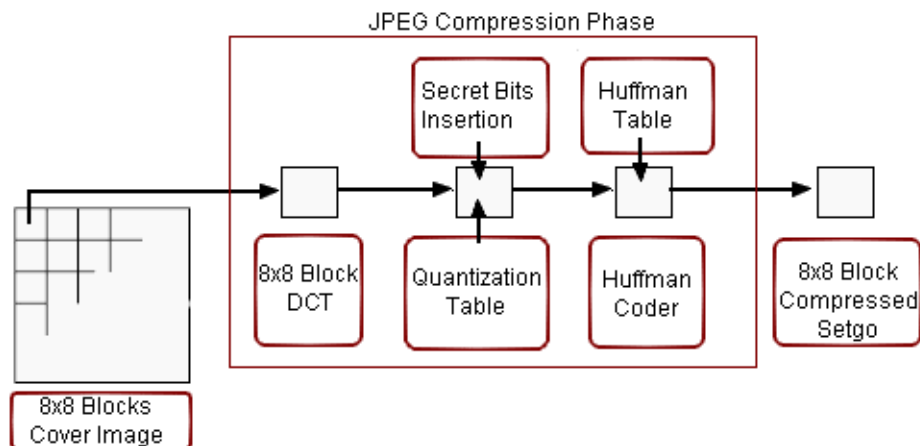 JPEG Compression Phase
Secret Bits
Insertion
Huffman
Table
8x8 Block
DCT
Quantization
Table
Huffman
Coder
8x8 Block
Compressed
Setgo
8x8 Blocks
Cover Image